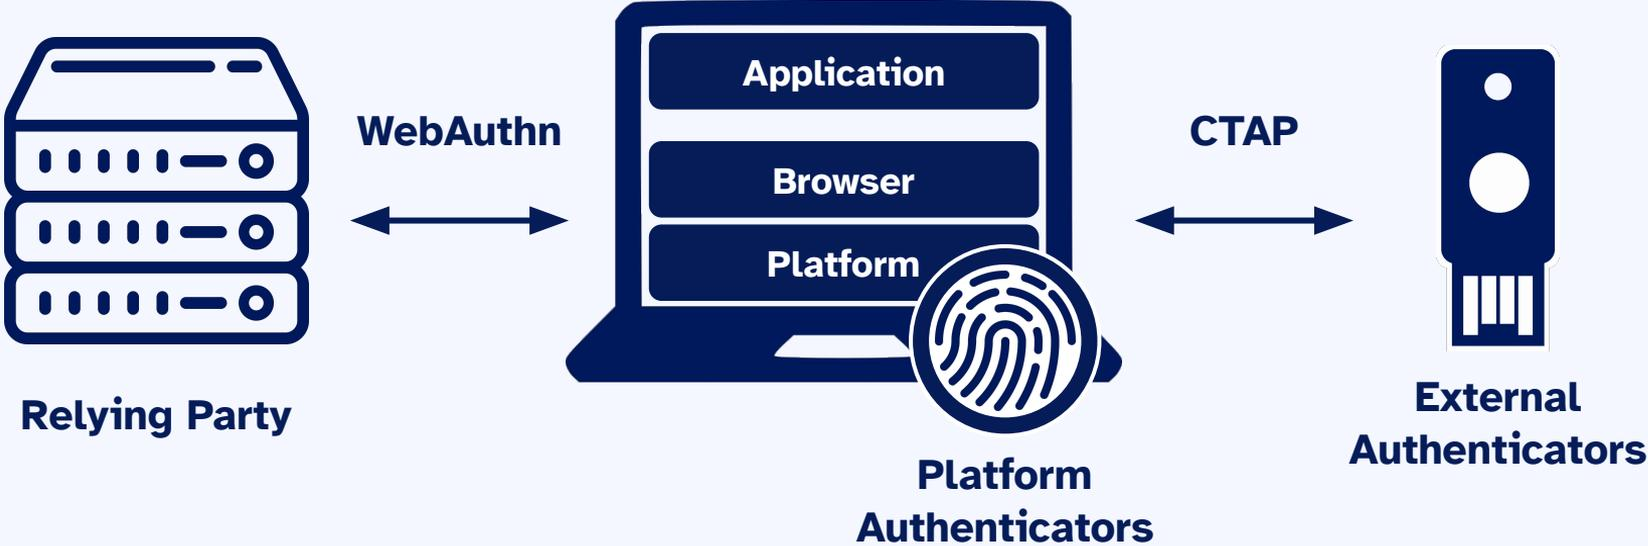 Relying Party
WebAuthn
Application
Browser
Platform
Platform
Authenticators
CTAP
External
Authenticators